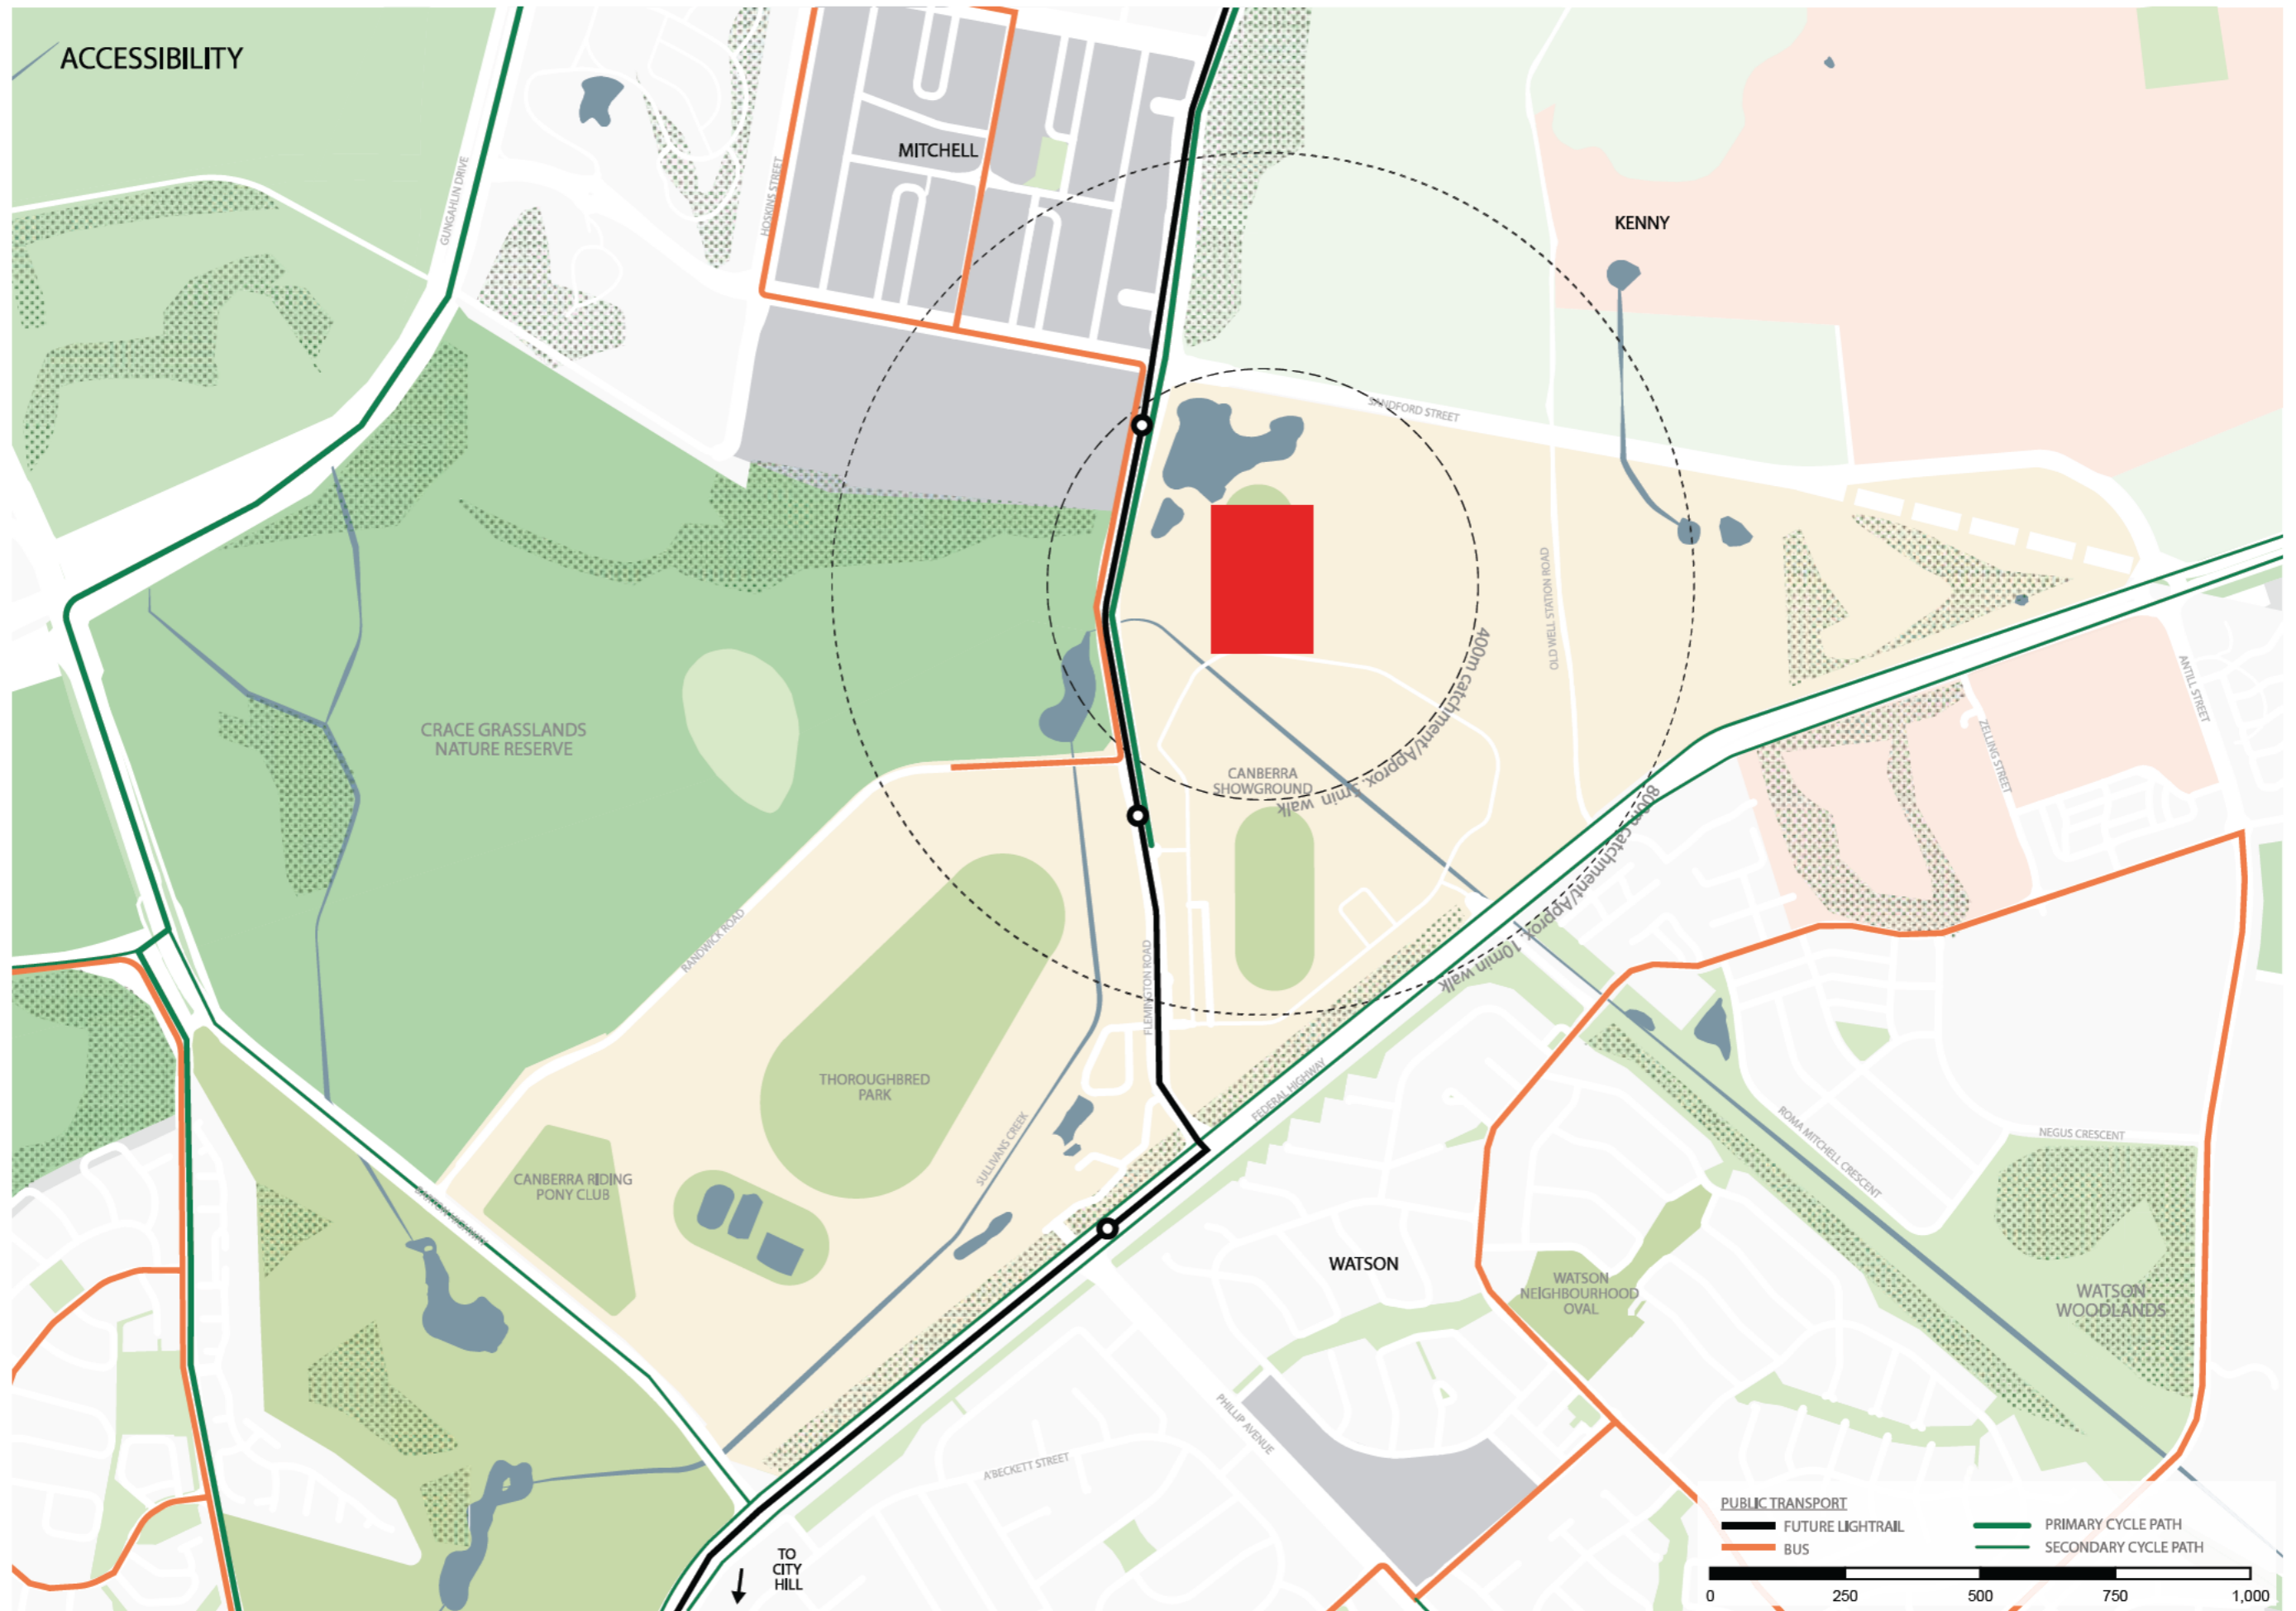 ACCESSIBILITY
GUNGAHLIN DRIVE
HOSKINS STREET
MITCHELL
KENNY
SANDFORD STREET
OLD WELL STATION ROAD
400m catchment/Approx. 5min walk
800m catchment/Approx. 10min walk
ANTILL STREET
ZELLING STREET
CRACE GRASSLANDS
NATURE RESERVE
CANBERRA
SHOWGROUND
RANDWICK ROAD
FLEMINGTON ROAD
THOROUGHBRED
PARK
SULLIVANS CREEK
FEDERAL HIGHWAY
CANBERRA RIDING
PONY CLUB
BARTON HIGHWAY
WATSON
WATSON
NEIGHBOURHOOD
OVAL
ROMA MITCHELL CRESCENT
NEGUS CRESCENT
WATSON
WOODLANDS
PHILLIP AVENUE
A'BECKETT STREET
TO
CITY
HILL
PUBLIC TRANSPORT
FUTURE LIGHTRAIL
BUS
PRIMARY CYCLE PATH
SECONDARY CYCLE PATH
0 250 500 750 1,000